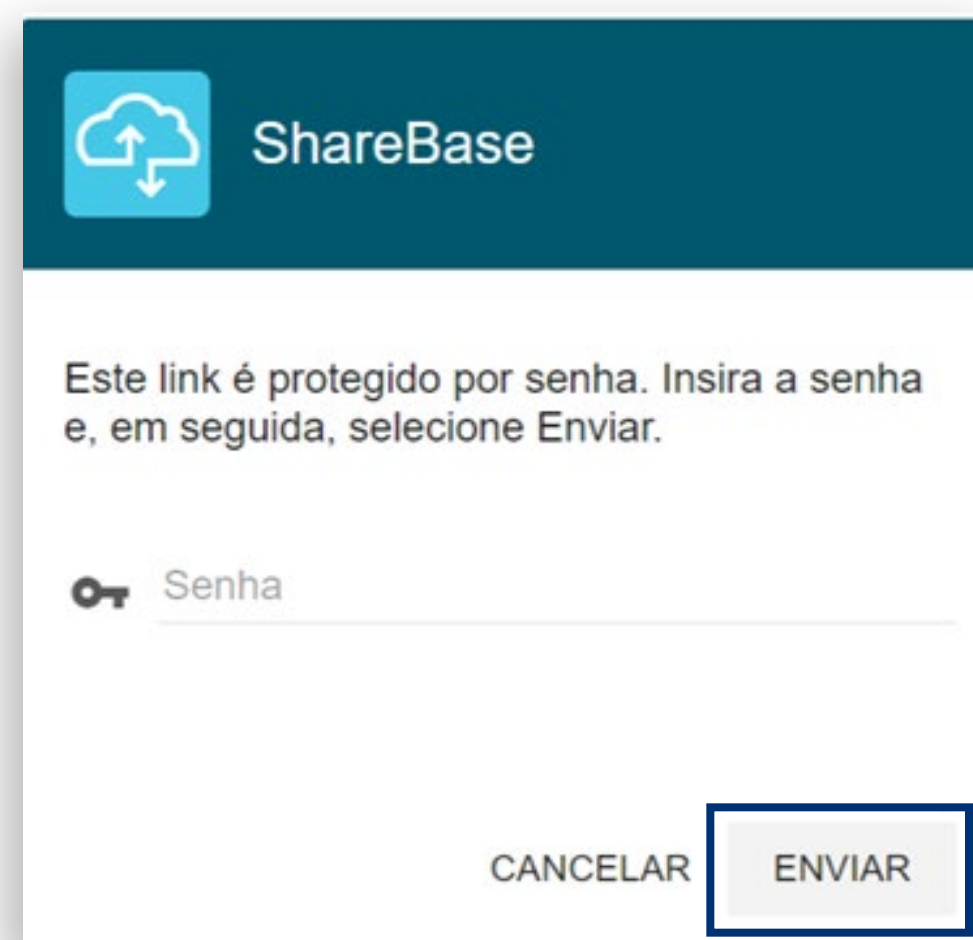 ShareBase
Este link é protegido por senha. Insira a senha
e, em seguida, selecione Enviar.
Senha
CANCELAR ENVIAR